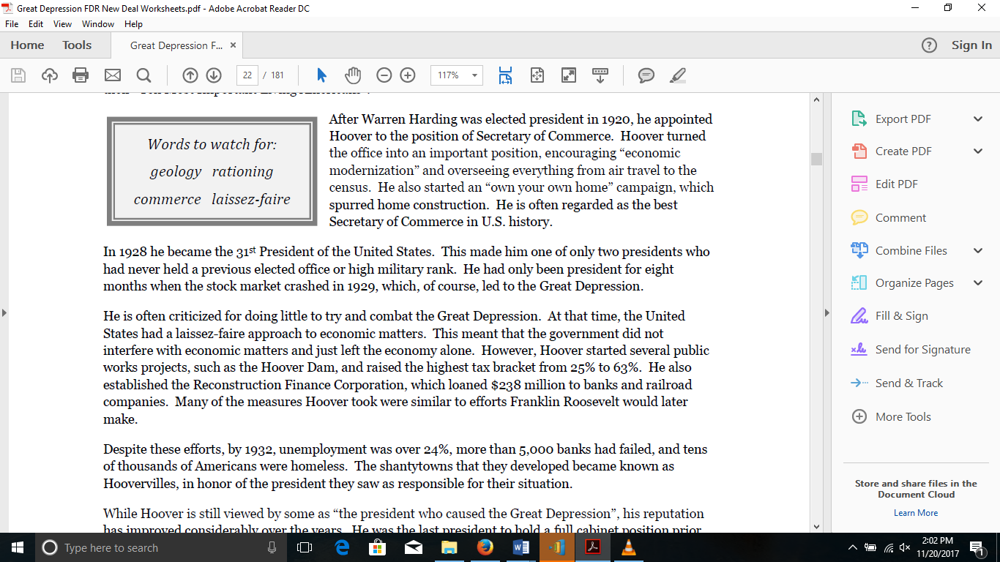 Great Depression FDR New Deal Worksheets.pdf - Adobe Acrobat Reader DC
File Edit View Window Help
Home Tools Great Depression F... × ? Sign In
22 / 181 117%
After Warren Harding was elected president in 1920, he appointed
Hoover to the position of Secretary of Commerce. Hoover turned
the office into an important position, encouraging “economic
modernization” and overseeing everything from air travel to the
census. He also started an “own your own home” campaign, which
spurred home construction. He is often regarded as the best
Secretary of Commerce in U.S. history.
Words to watch for:
geology rationing
commerce laissez-faire
In 1928 he became the 31st President of the United States. This made him one of only two presidents who
had never held a previous elected office or high military rank. He had only been president for eight
months when the stock market crashed in 1929, which, of course, led to the Great Depression.
He is often criticized for doing little to try and combat the Great Depression. At that time, the United
States had a laissez-faire approach to economic matters. This meant that the government did not
interfere with economic matters and just left the economy alone. However, Hoover started several public
works projects, such as the Hoover Dam, and raised the highest tax bracket from 25% to 63%. He also
established the Reconstruction Finance Corporation, which loaned $238 million to banks and railroad
companies. Many of the measures Hoover took were similar to efforts Franklin Roosevelt would later
make.
Despite these efforts, by 1932, unemployment was over 24%, more than 5,000 banks had failed, and tens
of thousands of Americans were homeless. The shantytowns that they developed became known as
Hoovervilles, in honor of the president they saw as responsible for their situation.
While Hoover is still viewed by some as “the president who caused the Great Depression”, his reputation
has improved considerably over the years. He was the last president to hold a full cabinet position prior
Export PDF
Create PDF
Edit PDF
Comment
Combine Files
Organize Pages
Fill & Sign
Send for Signature
Send & Track
More Tools
Store and share files in the
Document Cloud
Learn More
Type here to search
2:02 PM
11/20/2017
1